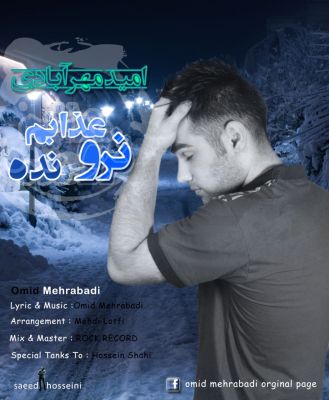 امید مهرآبادی
عذابم
نرو نده
Omid Mehrabadi
Lyric & Music : Omid Mehrabadi
Arrangement : Mehdi Lotfi
Mix & Master : ROCK RECORD
Special Tanks To : Hossein Shahi
saeed hosseini
f omid mehrabadi orginal page